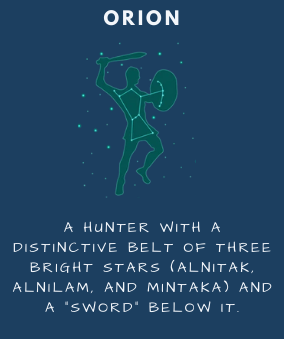 ORION
A HUNTER WITH A
DISTINCTIVE BELT OF THREE
BRIGHT STARS (ALNITAK,
ALNILAM, AND MINTAKA) AND
A "SWORD" BELOW IT.